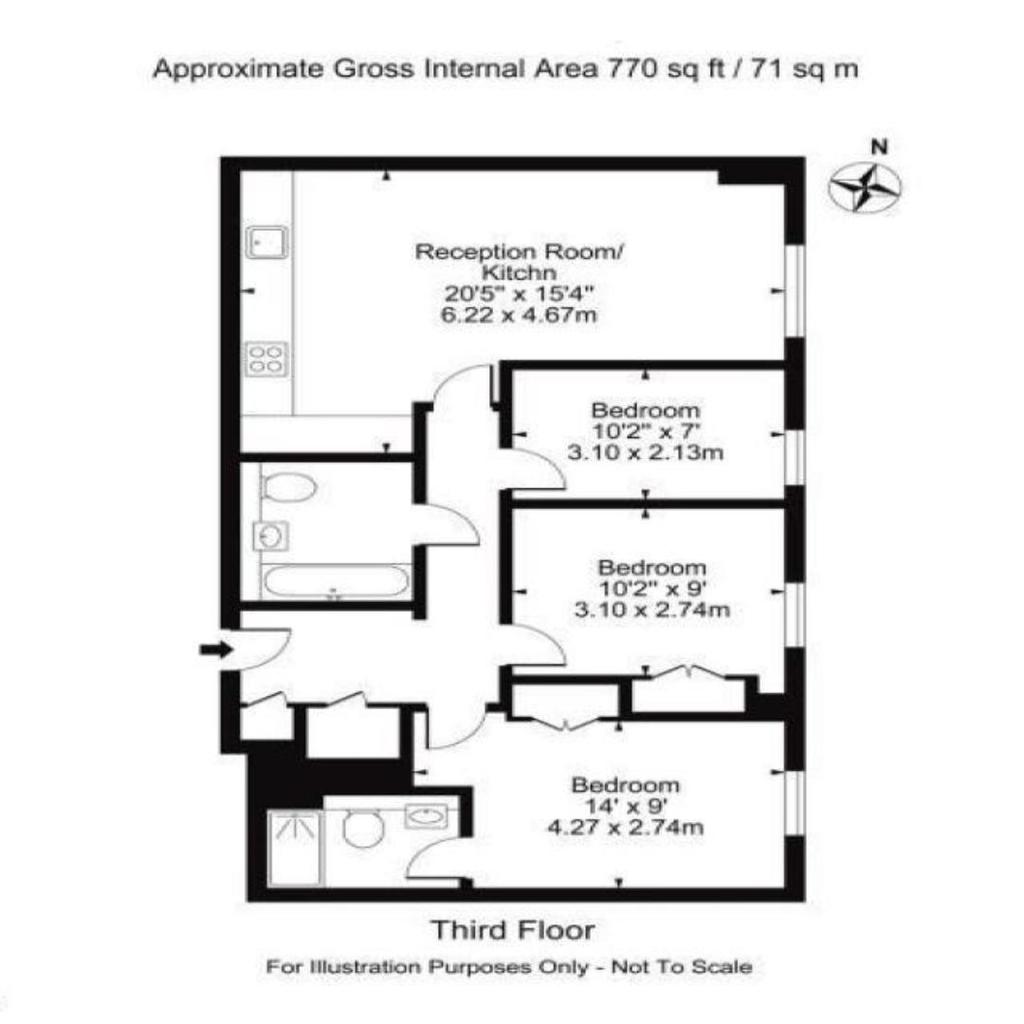 Approximate Gross Internal Area 770 sq ft / 71 sq m
N
Reception Room/
Kitchn
20'5" x 15'4"
6.22 x 4.67m
Bedroom
10'2" x 7'
3.10 x 2.13m
Bedroom
10'2" x 9'
3.10 x 2.74m
Bedroom
14' x 9'
4.27 x 2.74m
Third Floor
For Illustration Purposes Only - Not To Scale